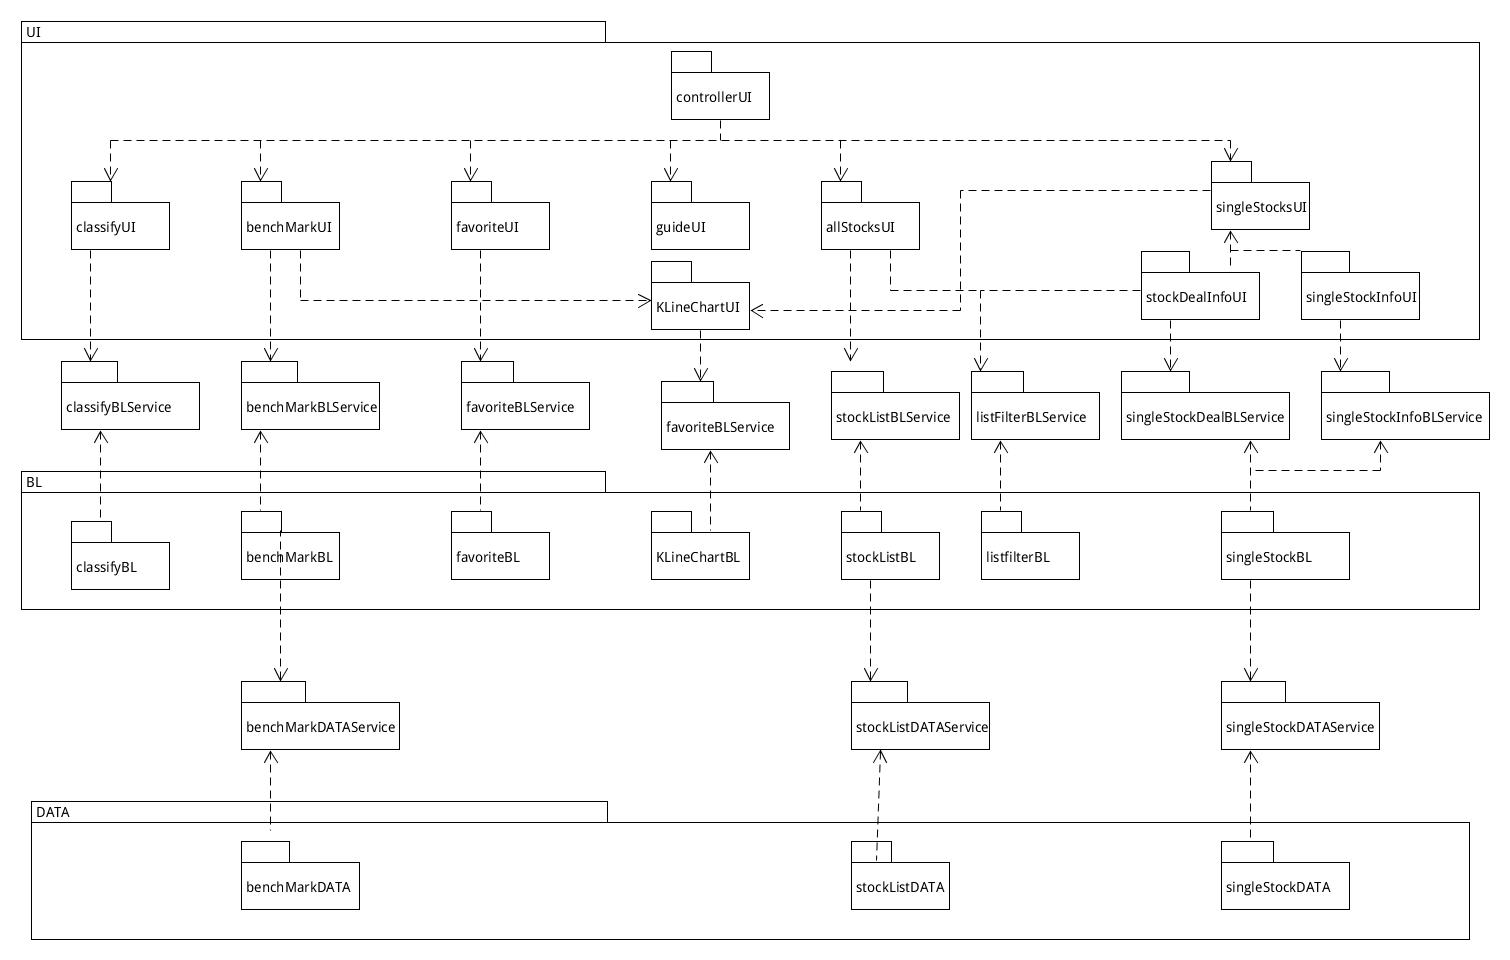 UI
controllerUI
classifyUI
benchMarkUI
favoriteUI
guideUI
allStocksUI
singleStocksUI
KLineChartUI
stockDealInfoUI
singleStockInfoUI
classifyBLService
benchMarkBLService
favoriteBLService
favoriteBLService
stockListBLService
listFilterBLService
singleStockDealBLService
singleStockInfoBLService
BL
classifyBL
benchMarkBL
favoriteBL
KLineChartBL
stockListBL
listfilterBL
singleStockBL
benchMarkDATAService
stockListDATAService
singleStockDATAService
DATA
benchMarkDATA
stockListDATA
singleStockDATA